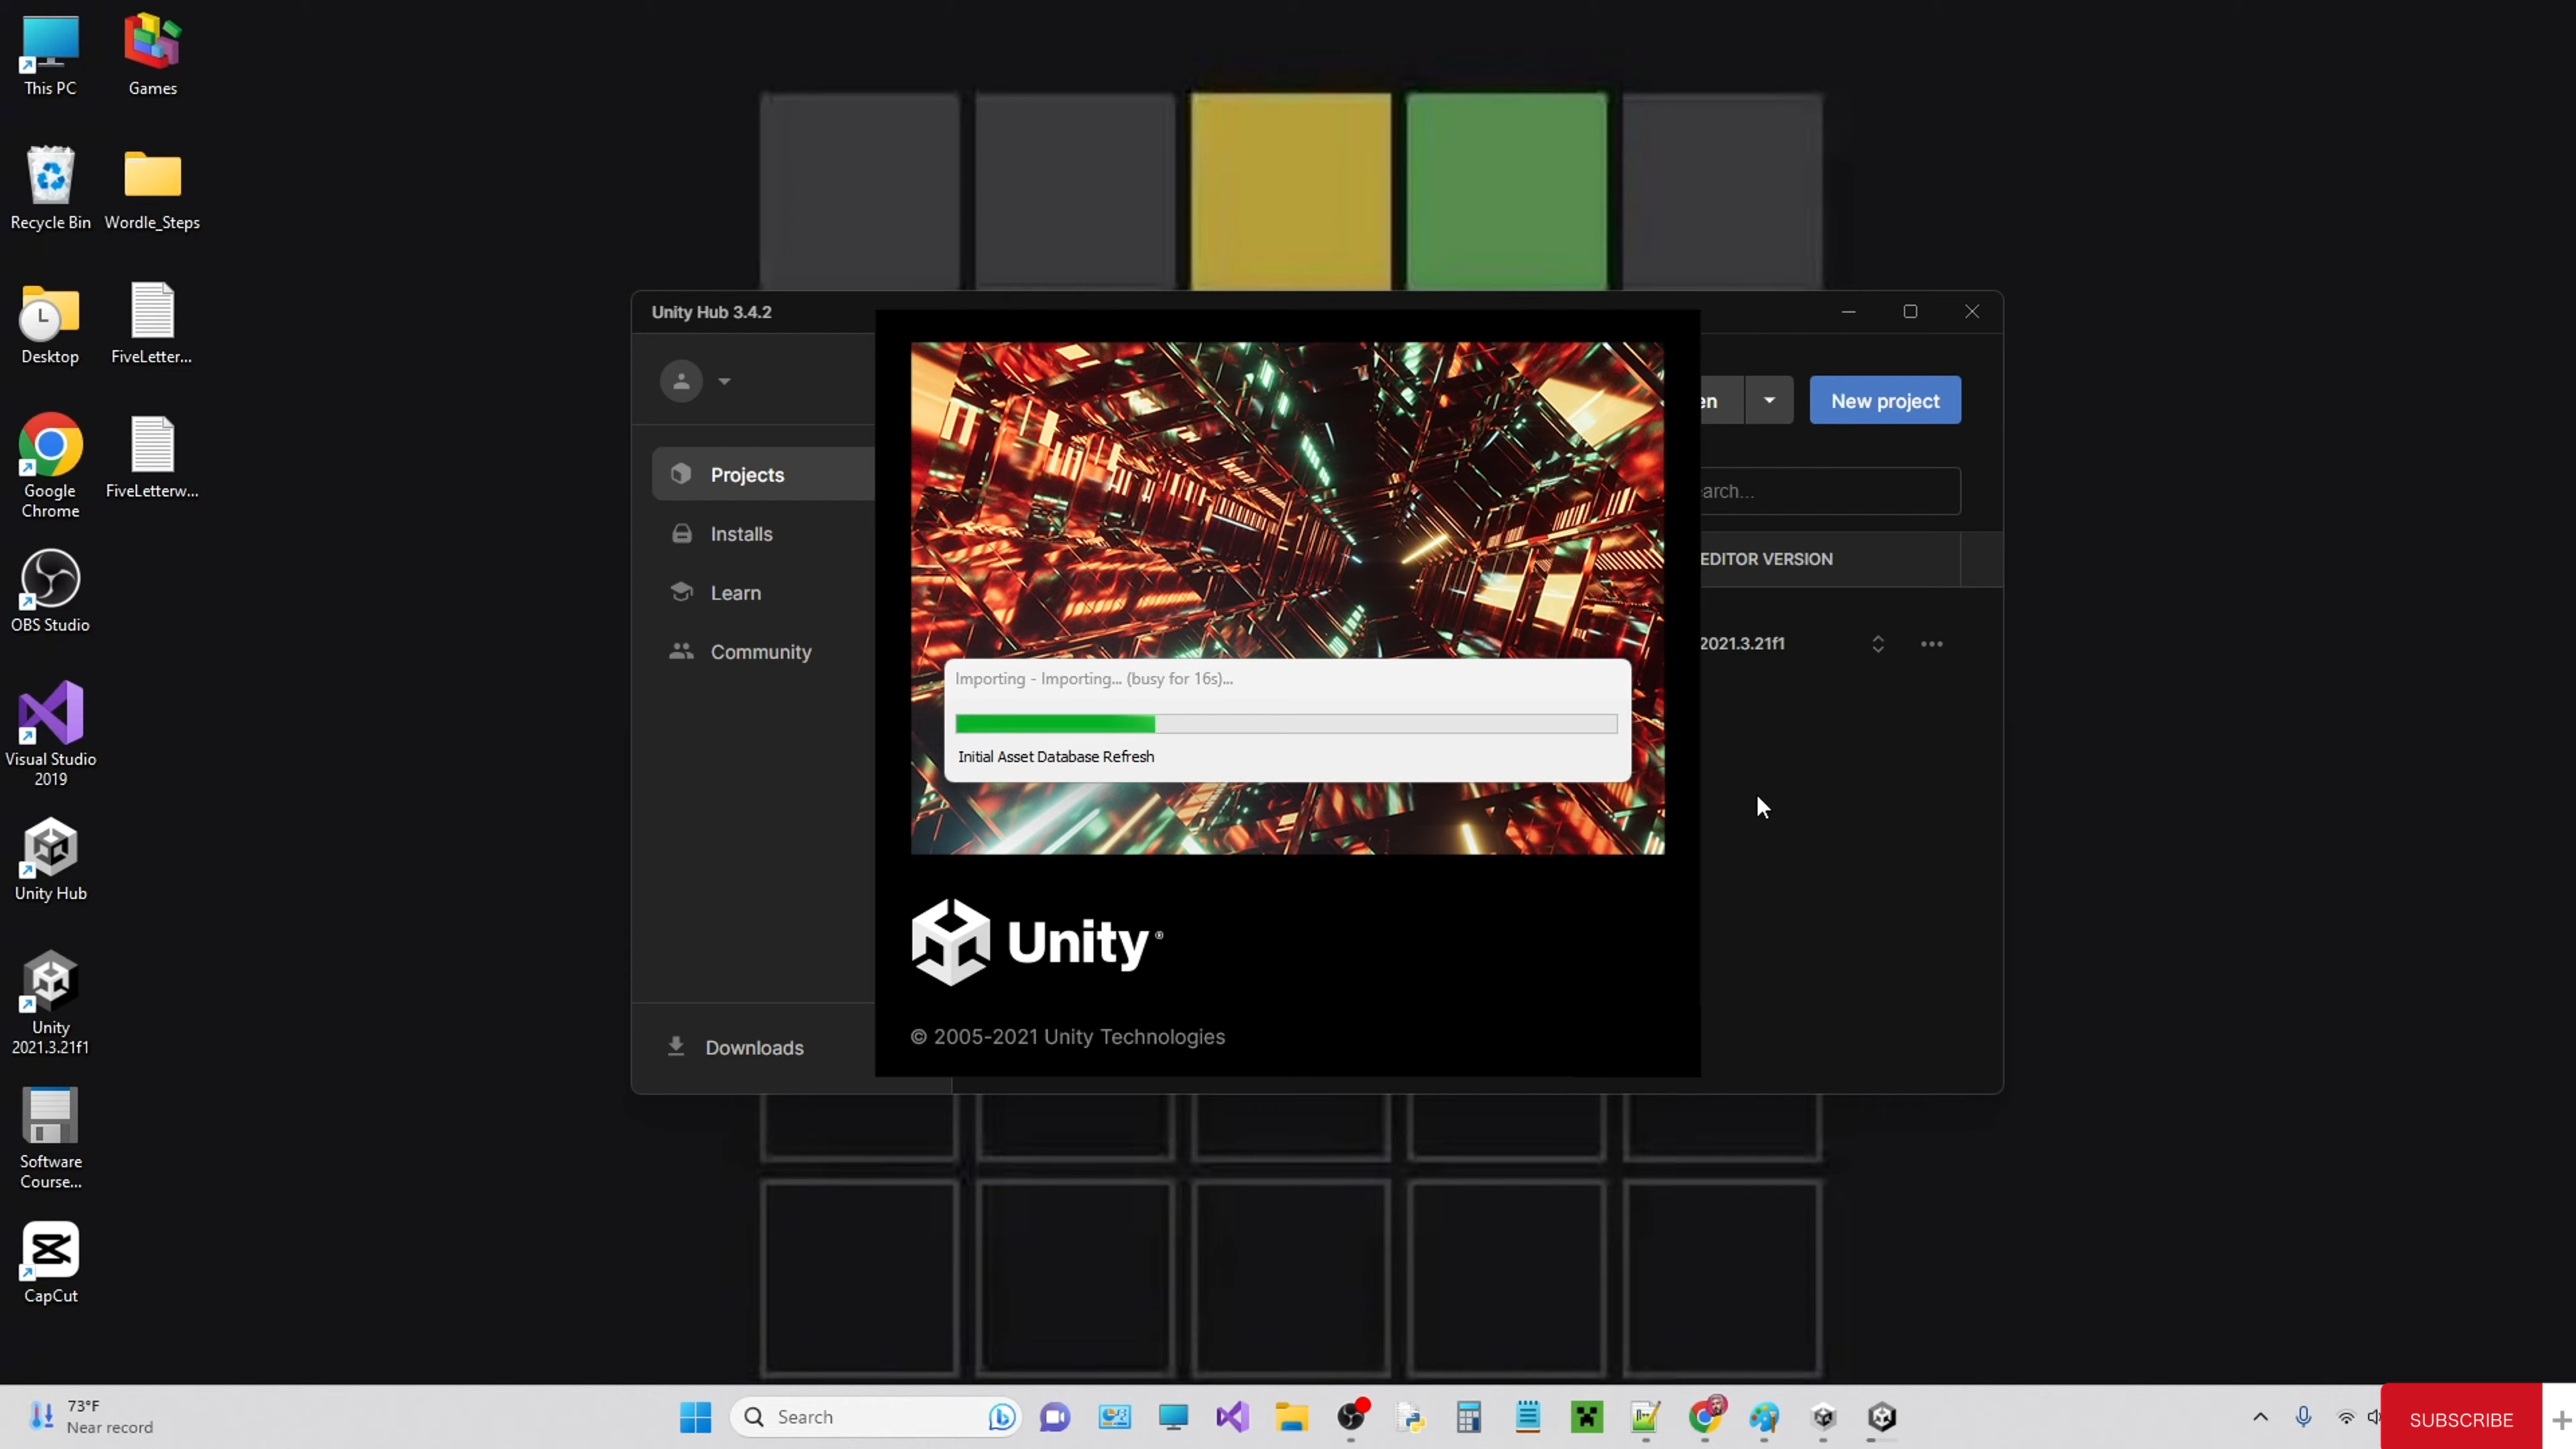 This PC
Games
Recycle Bin
Wordle_Steps
Desktop
FiveLetter...
Google
Chrome
FiveLetterw...
OBS Studio
Visual Studio
2019
Unity Hub
Unity
2021.3.21f1
Software
Course...
CapCut
Unity Hub 3.4.2
en
New project
Projects
arch...
Installs
EDITOR VERSION
Learn
2021.3.21f1
Community
Importing - Importing... (busy for 16s)...
Initial Asset Database Refresh
Unity
© 2005-2021 Unity Technologies
Downloads
73°F
Near record
Search
SUBSCRIBE